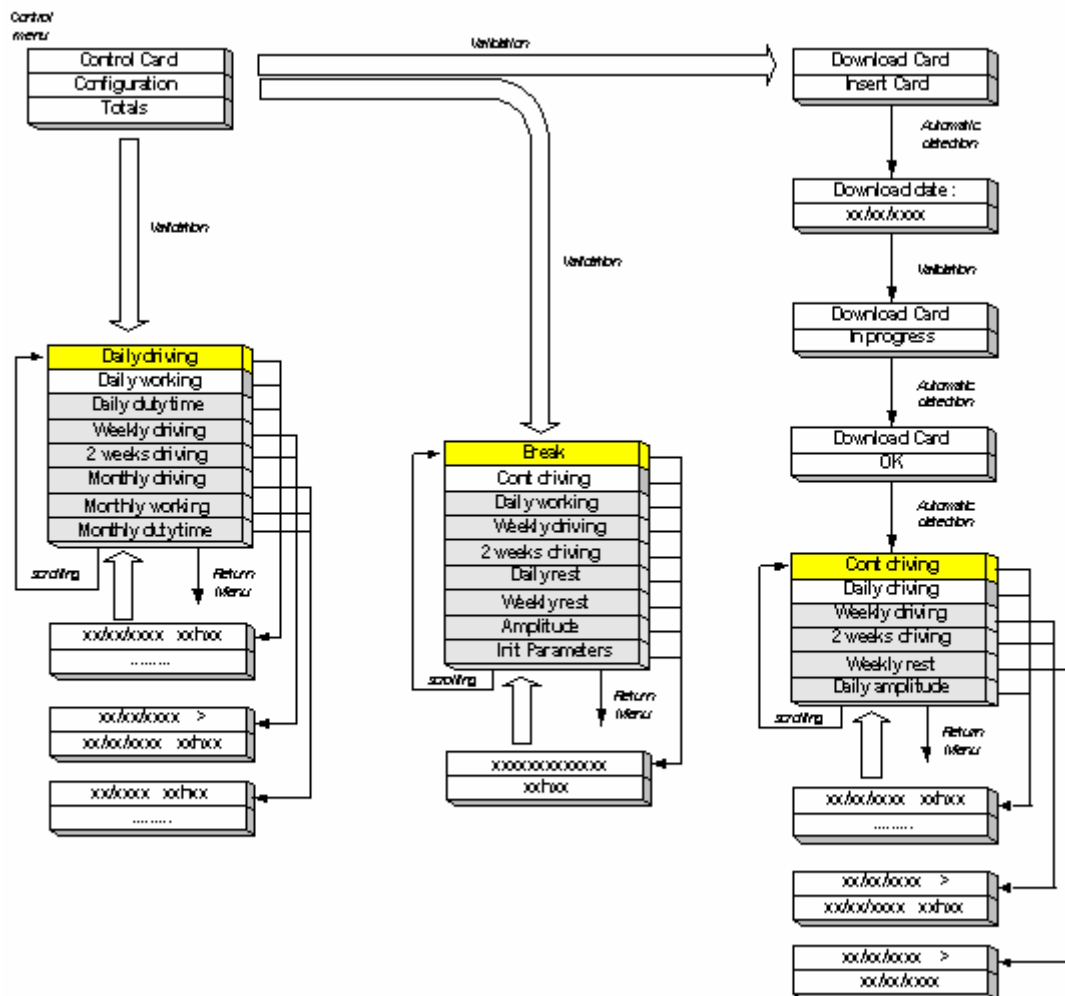 Control
menu
Control Card
Configuration
Totals
Validation
Validation
Daily driving
Daily working
Daily duty time
Weekly driving
2 weeks driving
Monthly driving
Monthly working
Monthly duty time
scrolling
Return
Menu
xx/xx/xxxx xxhxx
.........
xx/xx/xxxx >
xx/xx/xxxx xxhxx
xx/xxxx xxhxx
.........
Validation
Break
Cont driving
Daily working
Weekly driving
2 weeks driving
Daily rest
Weekly rest
Amplitude
Init Parameters
scrolling
Return
Menu
xxxxxxxxxxxxxx
xxhxx
Download Card
Insert Card
Automatic
detection
Download date :
xx/xx/xxxx
Validation
Download Card
In progress
Automatic
detection
Download Card
OK
Automatic
detection
Cont driving
Daily driving
Weekly driving
2 weeks driving
Weekly rest
Daily amplitude
scrolling
Return
Menu
xx/xx/xxxx xxhxx
.........
xx/xx/xxxx >
xx/xx/xxxx xxhxx
xx/xx/xxxx >
xx/xx/xxxx